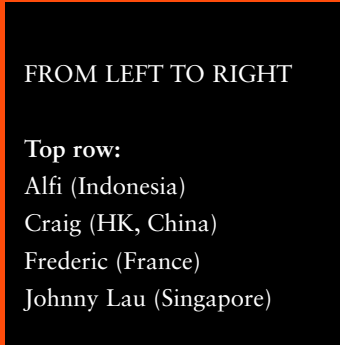 FROM LEFT TO RIGHT
Top row:
Alfi (Indonesia)
Craig (HK, China)
Frederic (France)
Johnny Lau (Singapore)